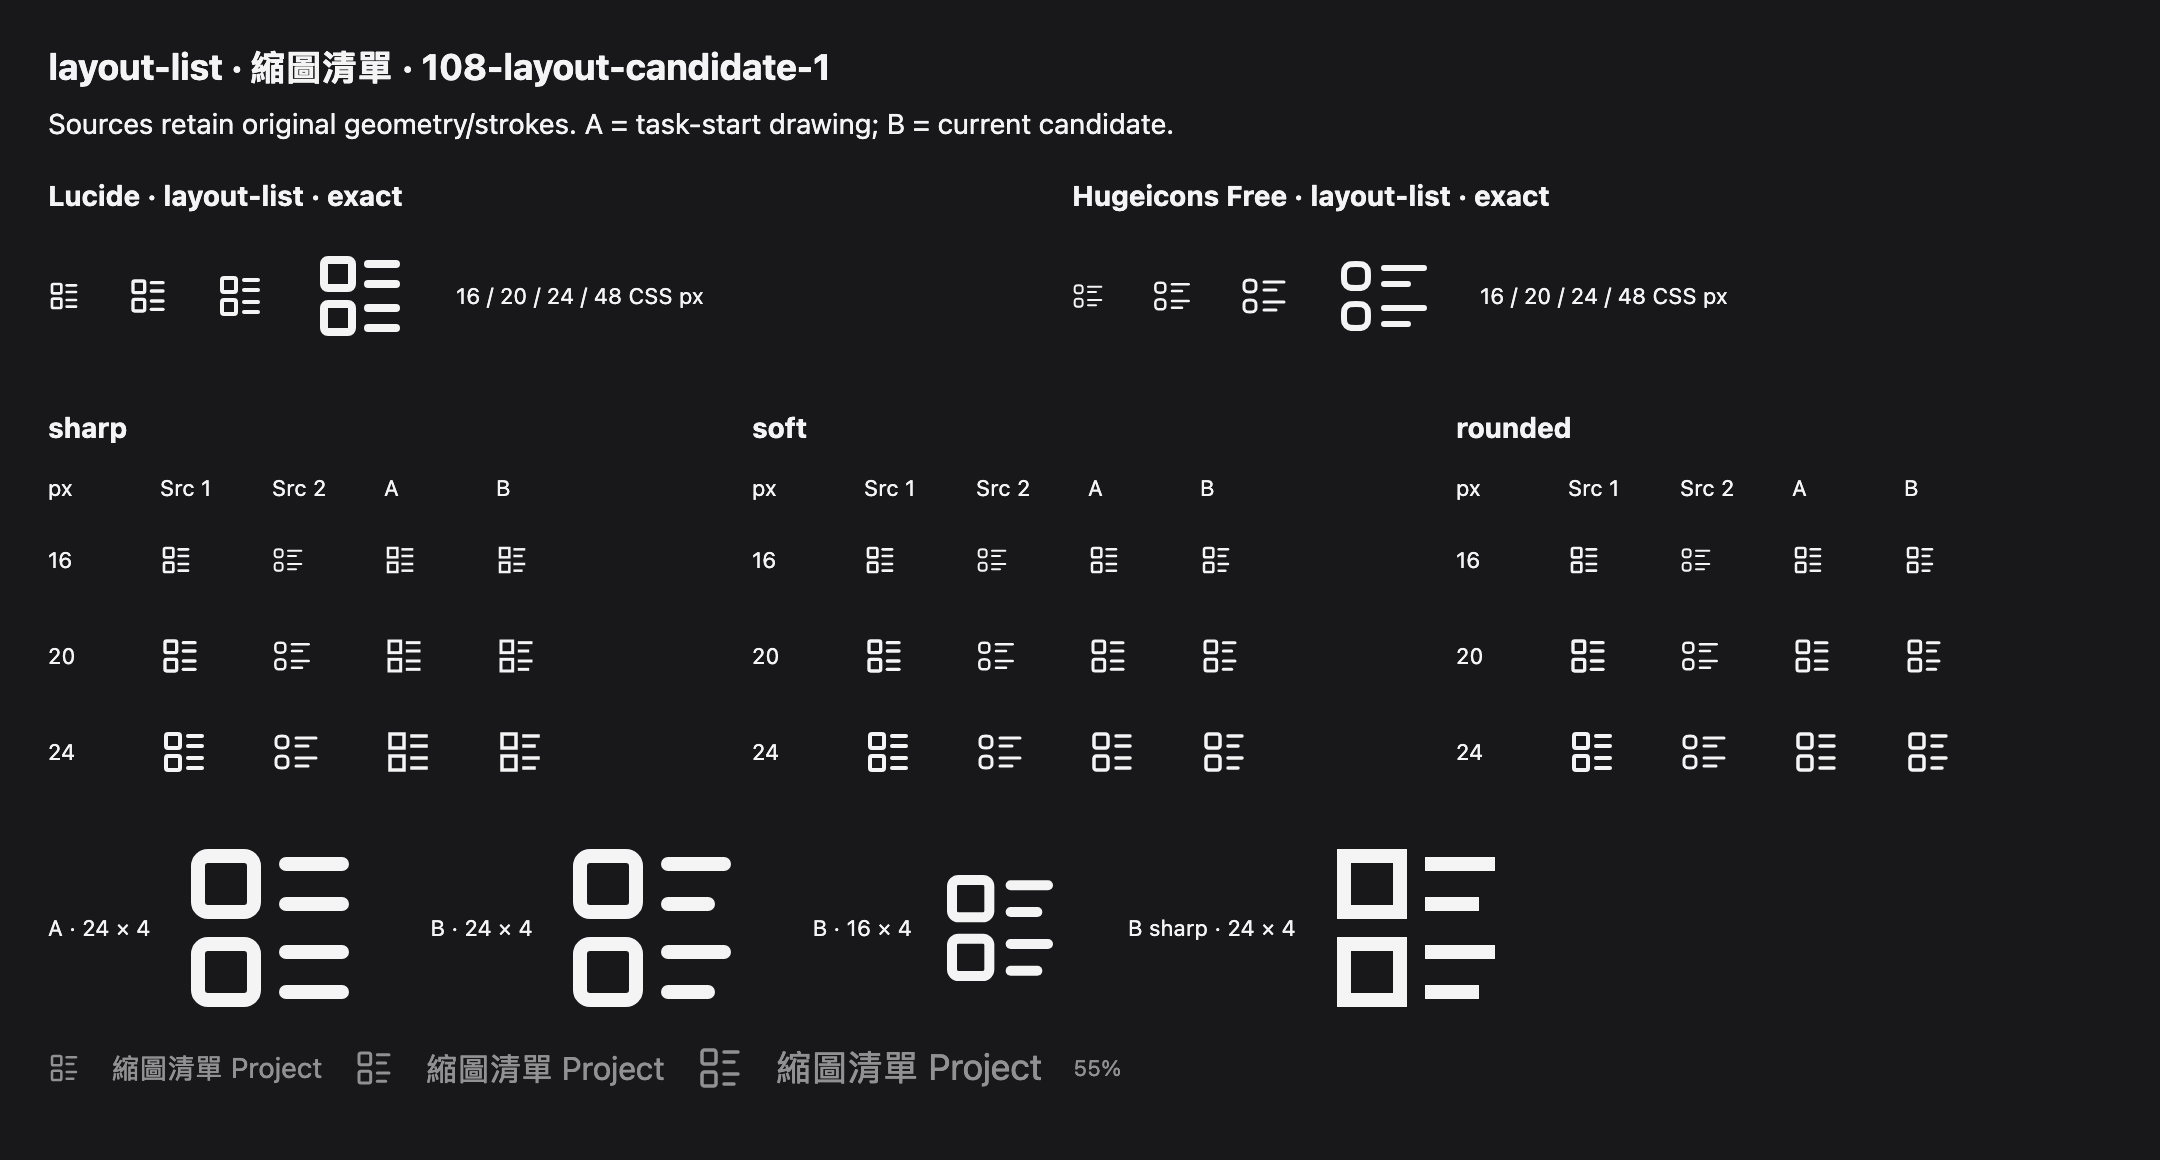 layout-list · 縮圖清單 · 108-layout-candidate-1
Sources retain original geometry/strokes. A = task-start drawing; B = current candidate.
Lucide · layout-list · exact
16 / 20 / 24 / 48 CSS px
Hugeicons Free · layout-list · exact
16 / 20 / 24 / 48 CSS px
sharp
px Src 1 Src 2 A B
16
20
24
soft
px Src 1 Src 2 A B
16
20
24
rounded
px Src 1 Src 2 A B
16
20
24
A · 24 × 4
B · 24 × 4
B · 16 × 4
B sharp · 24 × 4
縮圖清單 Project 縮圖清單 Project 縮圖清單 Project 55%